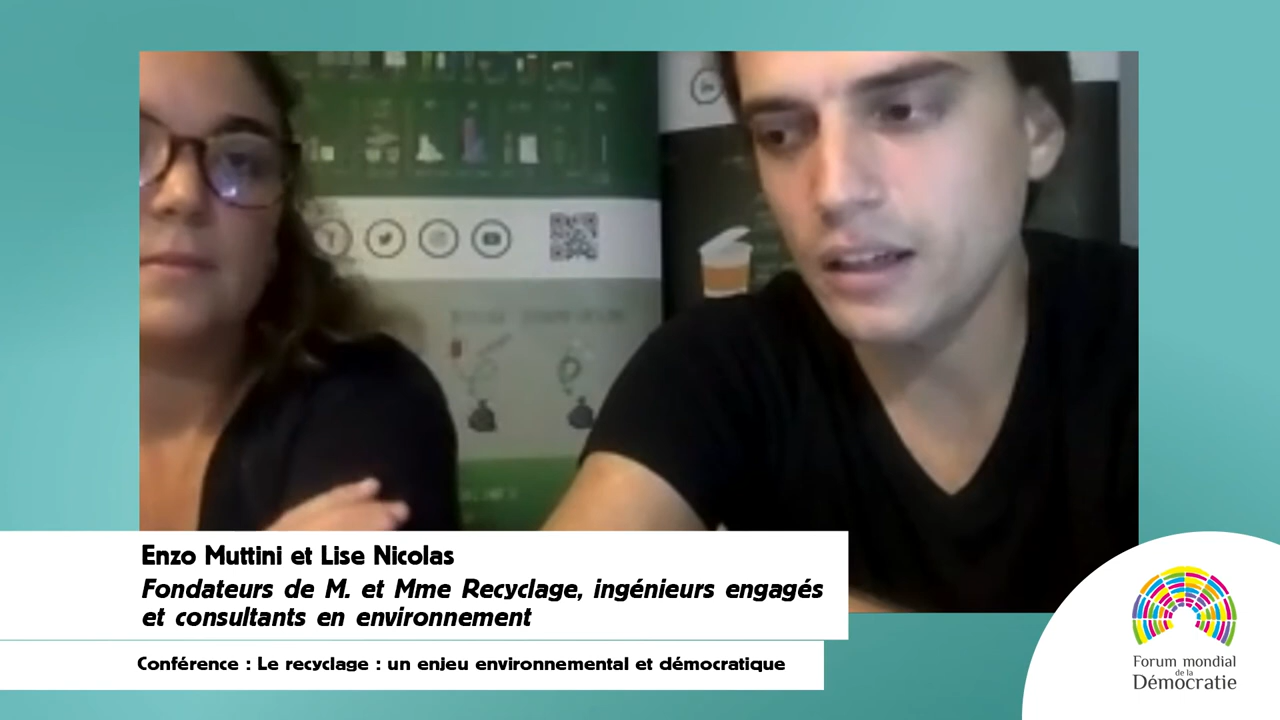 in
Enzo Muttini et Lise Nicolas
Fondateurs de M. et Mme Recyclage, ingénieurs engagés
et consultants en environnement
Conférence : Le recyclage : un enjeu environnemental et démocratique
Forum mondial
de la
Démocratie